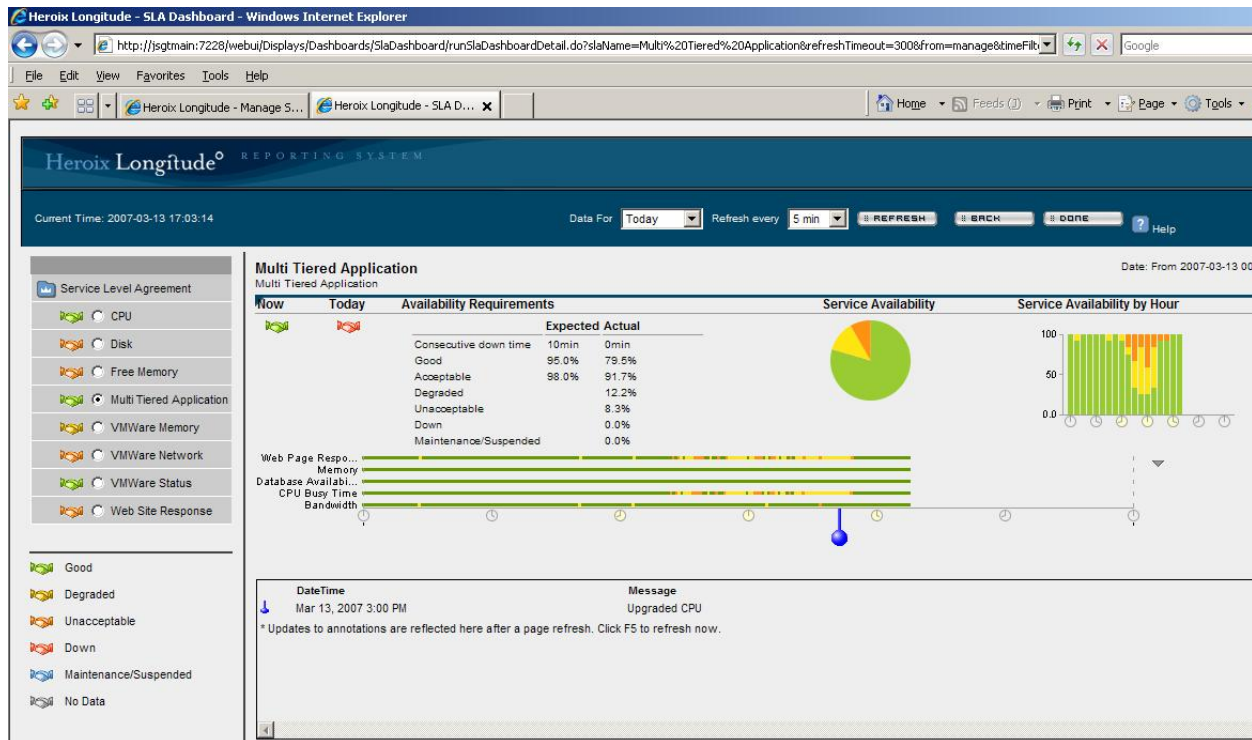 Heroix Longitude - SLA Dashboard - Windows Internet Explorer
http://jsgtmain:7228/webui/Displays/Dashboards/SlaDashboard/runSlaDashboardDetail.do?slaName=Multi%20Tiered%20Application&refreshTimeout=300&from=manage&timeFilt
Google
File Edit View Favorites Tools Help
Heroix Longitude - Manage S...
Heroix Longitude - SLA D...
Home Feeds (J) Print Page Tools
Heroix Longitude REPORTING SYSTEM
Current Time: 2007-03-13 17:03:14
Data For Today Refresh every 5 min REFRESH BACK DONE ? Help
Service Level Agreement
CPU
Disk
Free Memory
Multi Tiered Application
VMWare Memory
VMWare Network
VMWare Status
Web Site Response
Good
Degraded
Unacceptable
Down
Maintenance/Suspended
No Data
Multi Tiered Application
Date: From 2007-03-13 00
Multi Tiered Application
Now Today Availability Requirements Service Availability Service Availability by Hour
Expected Actual
Consecutive down time 10min 0min
Good 95.0% 79.5%
Acceptable 98.0% 91.7%
Degraded 12.2%
Unacceptable 8.3%
Down 0.0%
Maintenance/Suspended 0.0%
100
50
0.0
Web Page Respo...
Memory
Database Availabi...
CPU Busy Time
Bandwidth
DateTime Message
Mar 13, 2007 3:00 PM Upgraded CPU
* Updates to annotations are reflected here after a page refresh. Click F5 to refresh now.